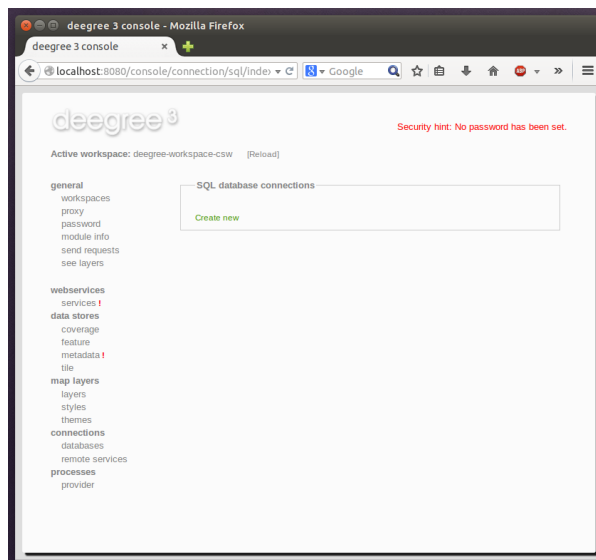 deegree 3 console - Mozilla Firefox
deegree 3 console
localhost:8080/console/connection/sql/inde
Google
ABP
deegree 3
Security hint: No password has been set.
Active workspace: deegree-workspace-csw [Reload]
general
workspaces
proxy
password
module info
send requests
see layers
webservices
services !
data stores
coverage
feature
metadata !
tile
map layers
layers
styles
themes
connections
databases
remote services
processes
provider
SQL database connections
Create new